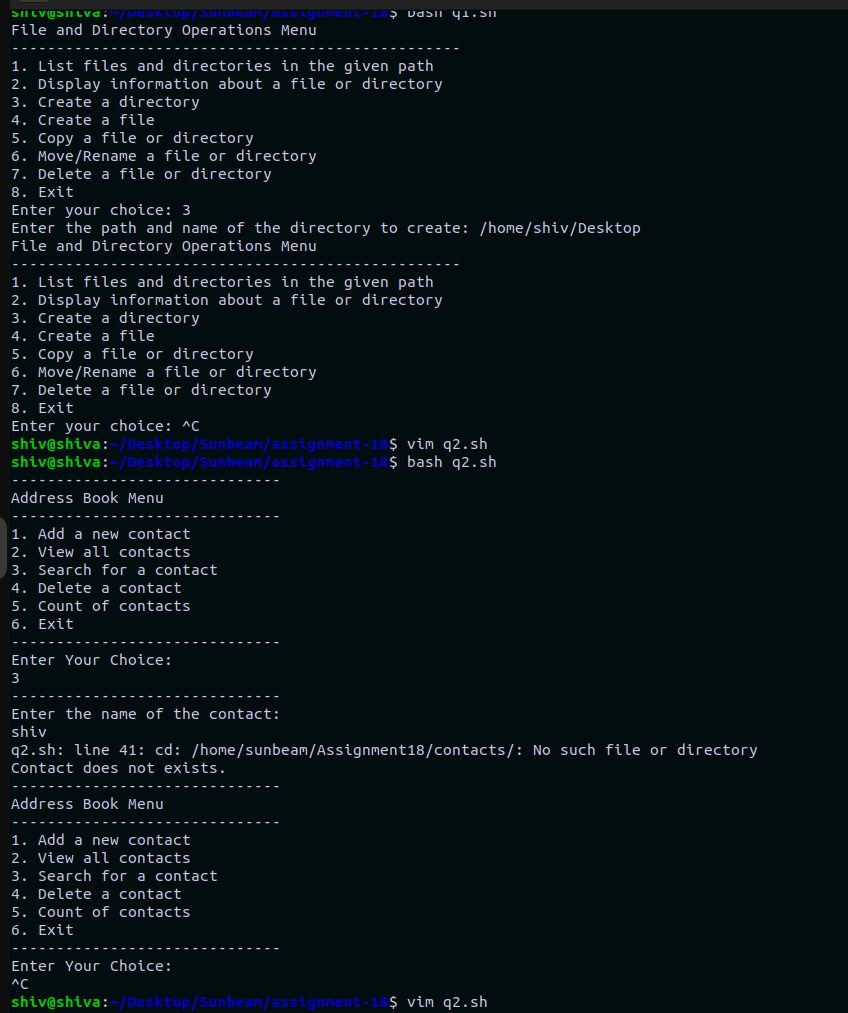 shiv@shiva:~/Desktop/Sunbeam/assignment-18$ bash q1.sh
File and Directory Operations Menu
--------------------------------------------------
1. List files and directories in the given path
2. Display information about a file or directory
3. Create a directory
4. Create a file
5. Copy a file or directory
6. Move/Rename a file or directory
7. Delete a file or directory
8. Exit
Enter your choice: 3
Enter the path and name of the directory to create: /home/shiv/Desktop
File and Directory Operations Menu
--------------------------------------------------
1. List files and directories in the given path
2. Display information about a file or directory
3. Create a directory
4. Create a file
5. Copy a file or directory
6. Move/Rename a file or directory
7. Delete a file or directory
8. Exit
Enter your choice: ^C
shiv@shiva:~/Desktop/Sunbeam/assignment-18$ vim q2.sh
shiv@shiva:~/Desktop/Sunbeam/assignment-18$ bash q2.sh
------------------------------
Address Book Menu
------------------------------
1. Add a new contact
2. View all contacts
3. Search for a contact
4. Delete a contact
5. Count of contacts
6. Exit
------------------------------
Enter Your Choice:
3
------------------------------
Enter the name of the contact:
shiv
q2.sh: line 41: cd: /home/sunbeam/Assignment18/contacts/: No such file or directory
Contact does not exists.
------------------------------
Address Book Menu
------------------------------
1. Add a new contact
2. View all contacts
3. Search for a contact
4. Delete a contact
5. Count of contacts
6. Exit
------------------------------
Enter Your Choice:
^C
shiv@shiva:~/Desktop/Sunbeam/assignment-18$ vim q2.sh